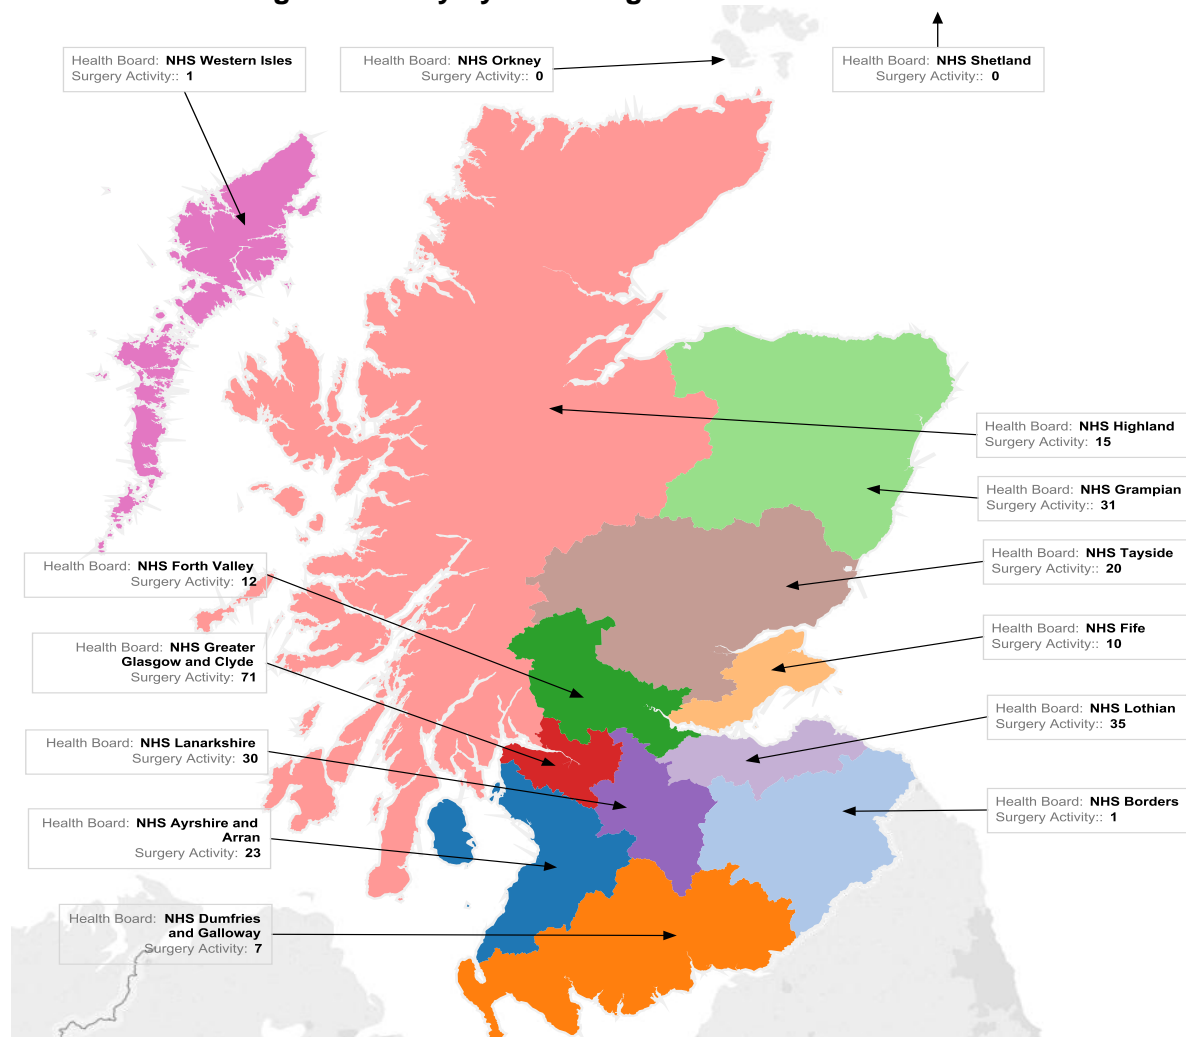 Health Board: NHS Western Isles
Surgery Activity:: 1
Health Board: NHS Orkney
Surgery Activity:: 0
Health Board: NHS Shetland
Surgery Activity:: 0
Health Board: NHS Highland
Surgery Activity: 15
Health Board: NHS Grampian
Surgery Activity:: 31
Health Board: NHS Tayside
Surgery Activity:: 20
Health Board: NHS Forth Valley
Surgery Activity:: 12
Health Board: NHS Fife
Surgery Activity:: 10
Health Board: NHS Greater
Glasgow and Clyde
Surgery Activity: 71
Health Board: NHS Lothian
Surgery Activity:: 35
Health Board: NHS Lanarkshire
Surgery Activity:: 30
Health Board: NHS Borders
Surgery Activity:: 1
Health Board: NHS Ayrshire and
Arran
Surgery Activity: 23
Health Board: NHS Dumfries
and Galloway
Surgery Activity: 7